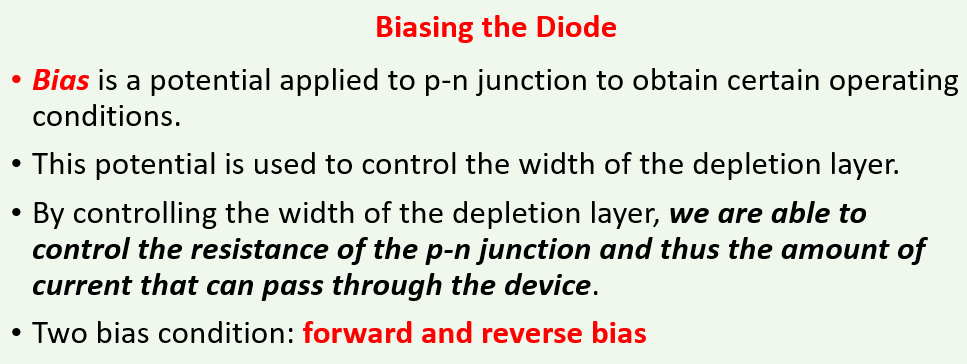 Biasing the Diode
• Bias is a potential applied to p-n junction to obtain certain operating
conditions.
• This potential is used to control the width of the depletion layer.
• By controlling the width of the depletion layer, we are able to
control the resistance of the p-n junction and thus the amount of
current that can pass through the device.
• Two bias condition: forward and reverse bias